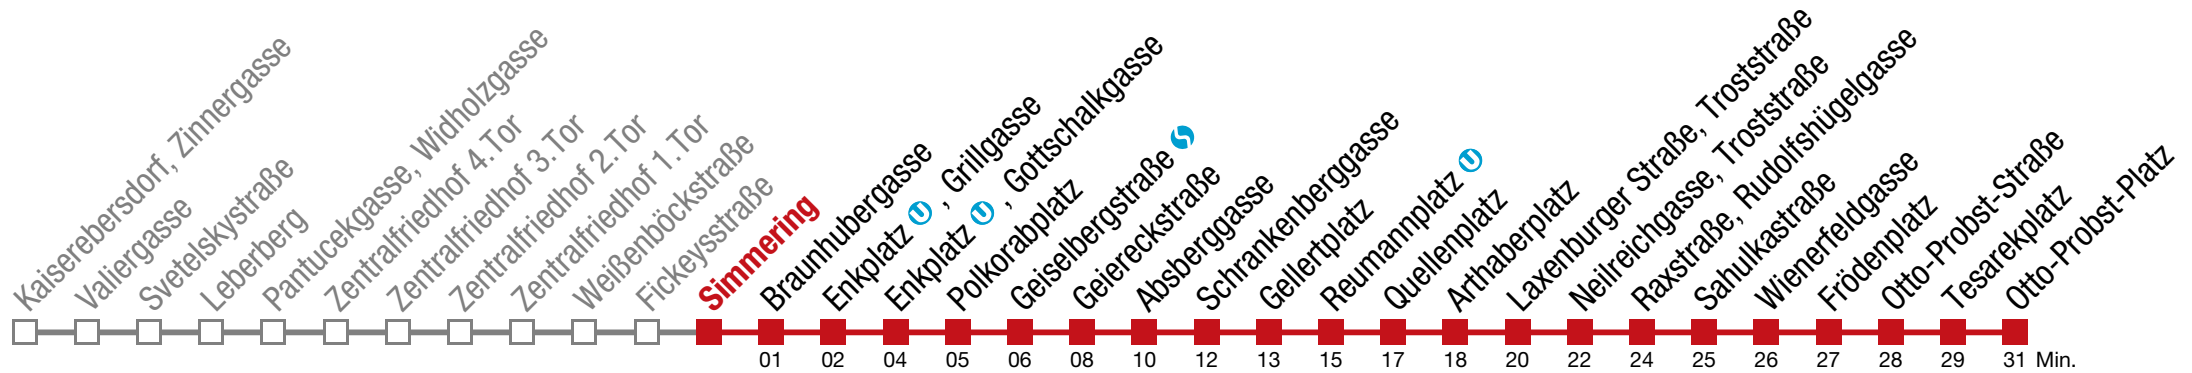 Kaiserebersdorf, Zinnergasse
Valiergasse
Svetelskystraße
Leberberg
Pantucekgasse, Widholzgasse
Zentralfriedhof 4.Tor
Zentralfriedhof 3.Tor
Zentralfriedhof 2.Tor
Zentralfriedhof 1.Tor
Weißenböckstraße
Fickeysstraße
Simmering
Braunhubergasse
Enkplatz U , Grillgasse
Enkplatz U , Gottschalkgasse
Polkorabplatz
Geiselbergstraße S
Geiereckstraße
Absberggasse
Schrankenberggasse
Gellertplatz
Reumannplatz U
Quellenplatz
Arthaberplatz
Laxenburger Straße, Troststraße
Neilreichgasse, Troststraße
Raxstraße, Rudolfshügelgasse
Sahulkastraße
Wienerfeldgasse
Frödenplatz
Otto-Probst-Straße
Tesarekplatz
Otto-Probst-Platz
01 02 04 05 06 08 10 12 13 15 17 18 20 22 24 25 26 27 28 29 31 Min.